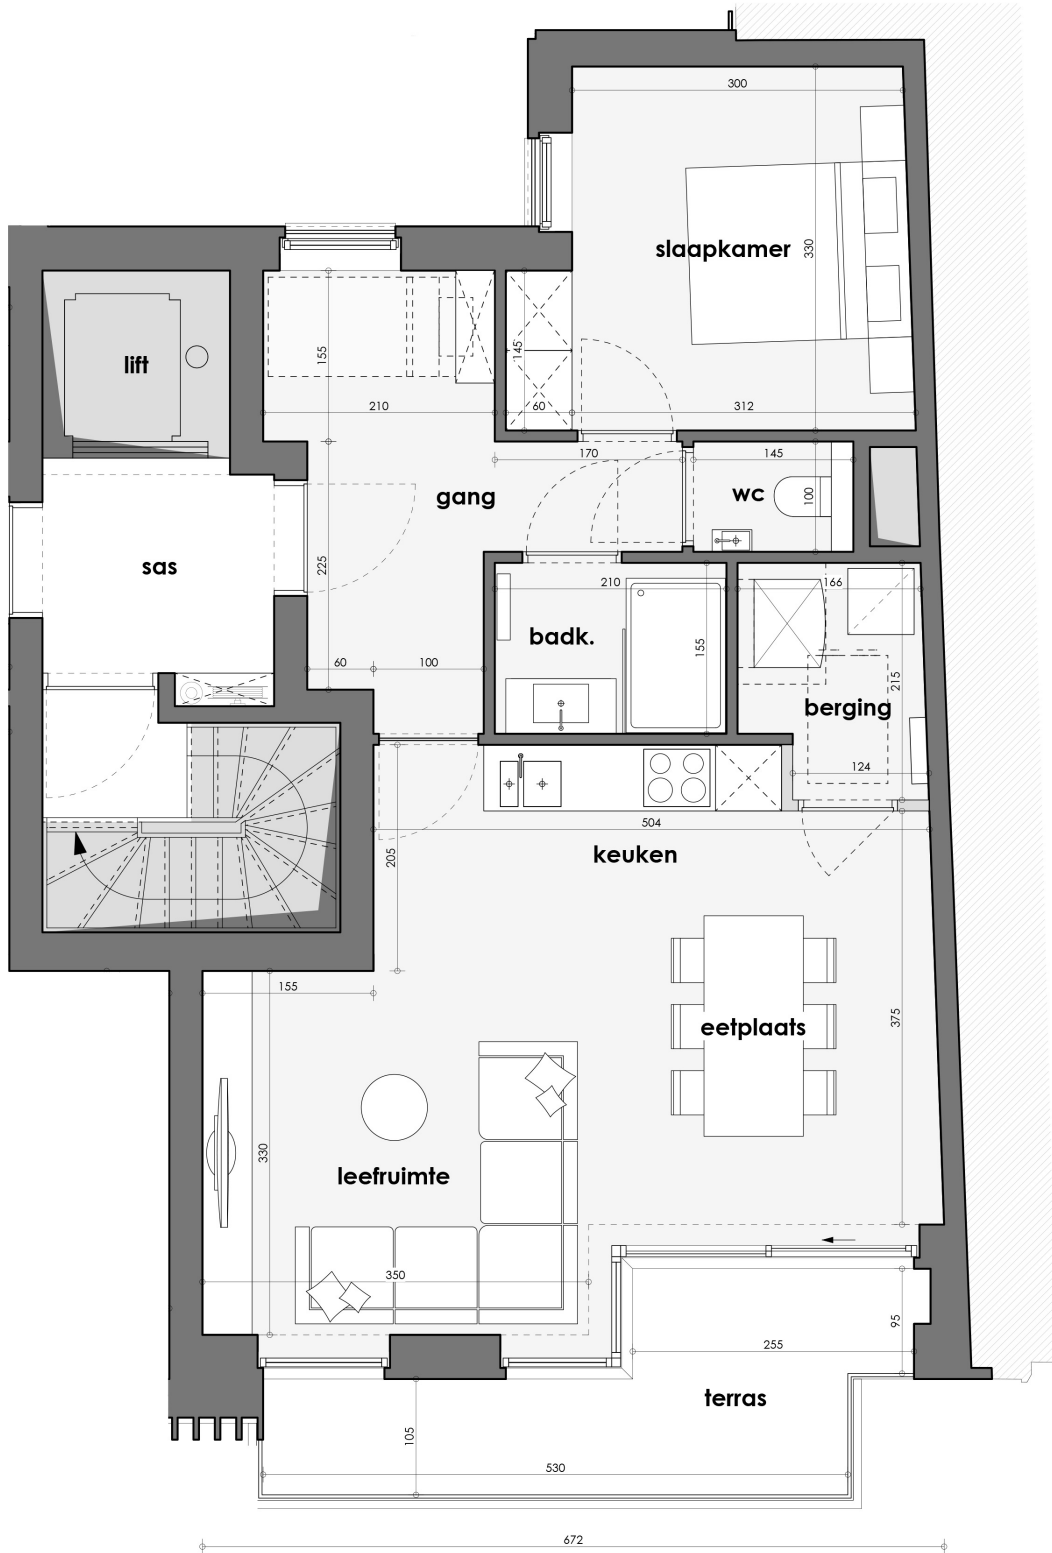 300
slaapkamer
330
lift
155
145
210
60
312
170
145
gang
wc
100
sas
225
210
166
badk.
155
215
60
100
berging
124
504
keuken
205
155
eetplaats
375
330
leefruimte
350
95
255
terras
105
530
672